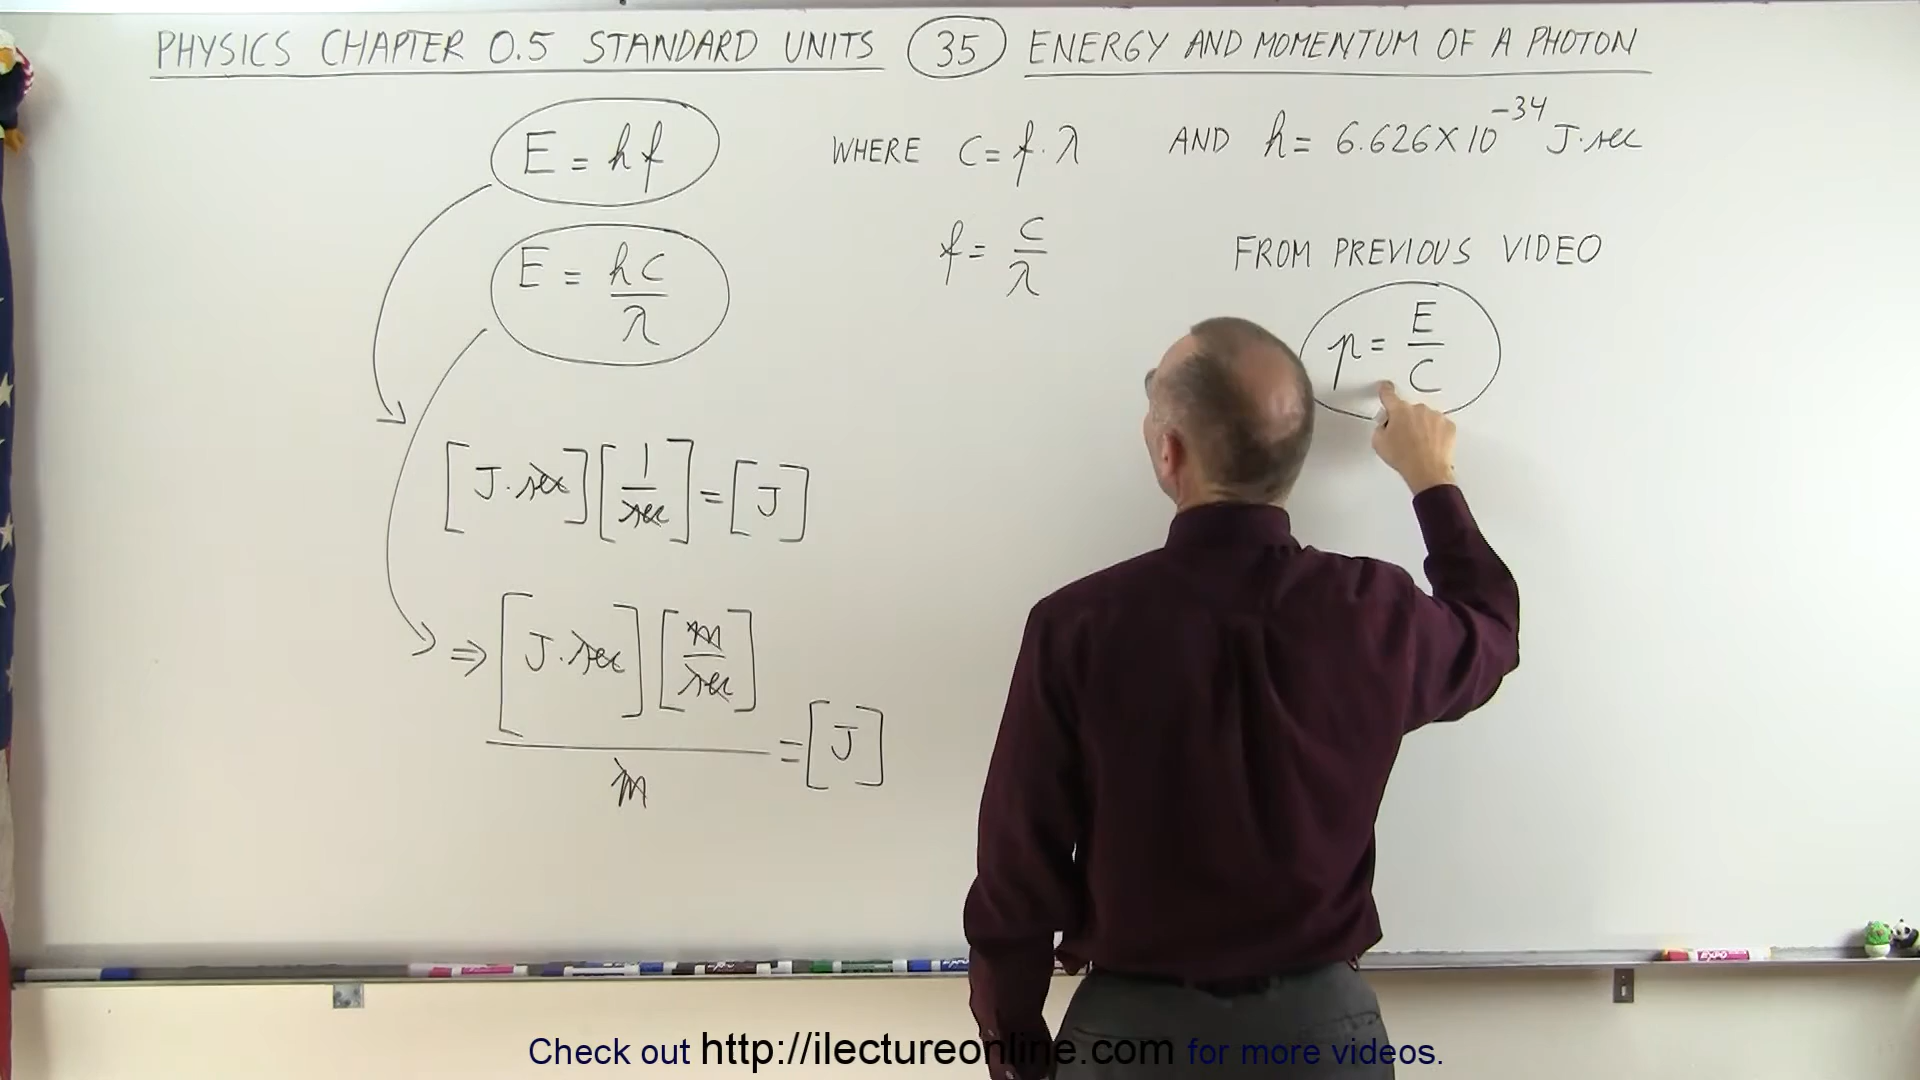 PHYSICS CHAPTER 0.5 STANDARD UNITS 35 ENERGY AND MOMENTUM OF A PHOTON
E = hf WHERE C = f · λ AND h = 6.626 X 10^-34 J·sec
E = hC/λ
f = C/λ
FROM PREVIOUS VIDEO
p = E/C
[J·sec][1/sec] = [J]
⇒ [J·sec][m/sec]/m = [J]
Check out http://ilectureonline.com for more videos.